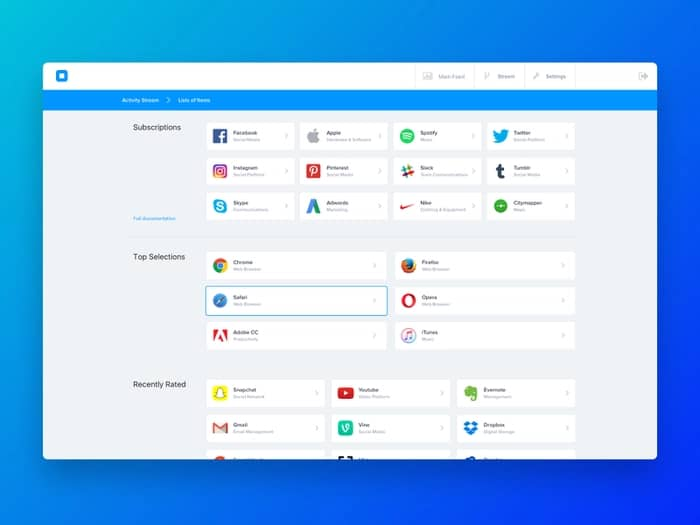 Main Feed
Stream
Settings
Activity Stream
Lists of Items
Subscriptions
Facebook
Social Media
Apple
Hardware & Software
Spotify
Music
Twitter
Social Platform
Instagram
Social Platform
Pinterest
Social Media
Slack
Team Communications
Tumblr
Social Media
Skype
Communications
Adwords
Marketing
Nike
Clothing & Equipment
Citymapper
Full documentation
Top Selections
Chrome
Web Browser
Firefox
Web Browser
Safari
Web Browser
Opera
Web Browser
Adobe CC
Productivity
iTunes
Music
Recently Rated
Snapchat
Social Network
Youtube
Video Platform
Evernote
Management
Gmail
Email Management
Vine
Social Media
Dropbox
Digital Storage